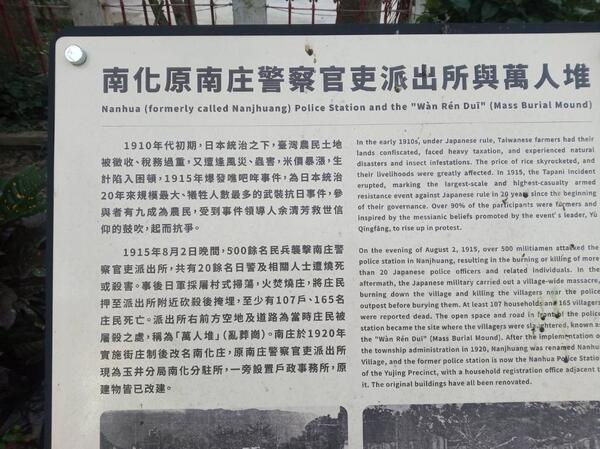 南化原南庄警察官吏派出所與萬人堆
Nanhua (formerly called Nanjhuang) Police Station and the "Wàn Rén Duī" (Mass Burial Mound)
1910年代初期，日本統治之下，臺灣農民土地
被徵收、稅務過重，又遭逢風災、蟲害，米價暴漲，生
計陷入困頓，1915年爆發噍吧哖事件，為日本統治
20年來規模最大、犧牲人數最多的武裝抗日事件，參
與者有九成為農民，受到事件領導人余清芳救世信
仰的鼓吹，起而抗爭。
1915年8月2日晚間，500餘名民兵襲擊南庄警
察官吏派出所，共有20餘名日警及相關人士遭燒死
或殺害。事後日軍採屠村式掃蕩，火焚燒庄，將庄民
押至派出所附近砍殺後掩埋，至少有107戶、165名
庄民死亡。派出所右前方空地及道路為當時庄民被
屠殺之處，稱為「萬人堆」（亂葬崗）。南庄於1920年
實施街庄制後改名南化庄，原南庄警察官吏派出所
現為玉井分局南化分駐所，一旁設置戶政事務所，原
建物皆已改建。
In the early 1910s, under Japanese rule, Taiwanese farmers had their
lands confiscated, faced heavy taxation, and experienced natural
disasters and insect infestations. The price of rice skyrocketed, and
their livelihoods were greatly affected. In 1915, the Tapani incident
erupted, marking the largest-scale and highest-casualty armed
resistance event against Japanese rule in 20 years since the beginning
of their governance. Over 90% of the participants were farmers and
inspired by the messianic beliefs promoted by the event's leader, Yú
Qīngfāng, to rise up in protest.
On the evening of August 2, 1915, over 500 militiamen attacked the
police station in Nanjhuang, resulting in the burning or killing of more
than 20 Japanese police officers and related individuals. In the
aftermath, the Japanese military carried out a village-wide massacre,
burning down the village and killing the villagers near the police
outpost before burying them. At least 107 households and 165 villagers
were reported dead. The open space and road in front of the police
station became the site where the villagers were slaughtered, known as
the "Wàn Rén Duī" (Mass Burial Mound). After the implementation of
the township administration in 1920, Nanjhuang was renamed Nanhua
Village, and the former police station is now the Nanhua Police Station
of the Yujing Precinct, with a household registration office adjacent to
it. The original buildings have all been renovated.